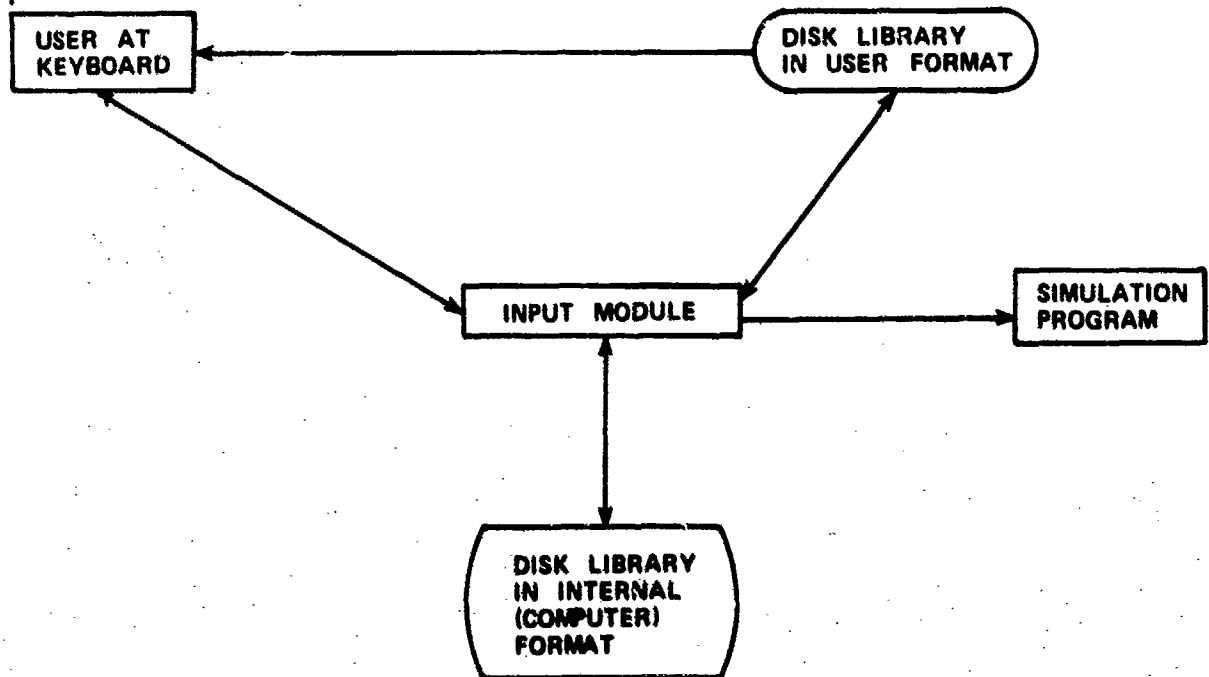 USER AT
KEYBOARD
DISK LIBRARY
IN USER FORMAT
INPUT MODULE
SIMULATION
PROGRAM
DISK LIBRARY
IN INTERNAL
(COMPUTER)
FORMAT